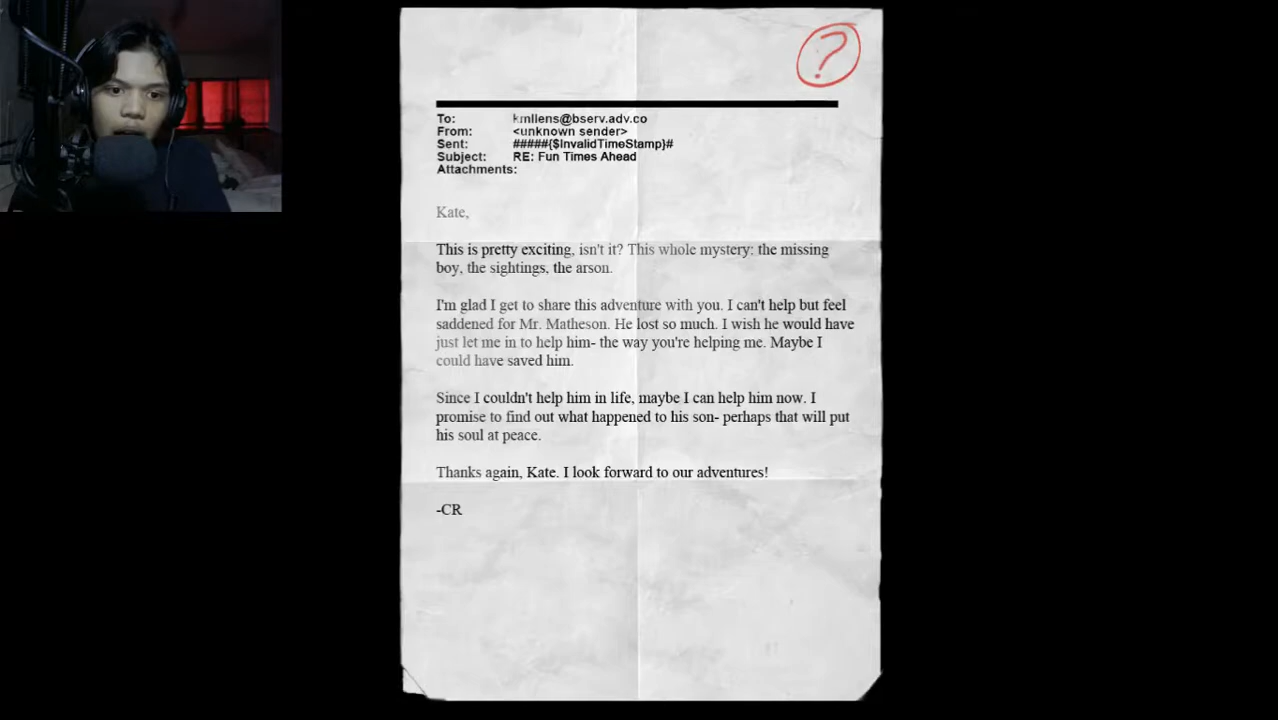 ?
To: kmllens@bserv.adv.co
From: <unknown sender>
Sent: #####{$InvalidTimeStamp}#
Subject: RE: Fun Times Ahead
Attachments:
Kate,
This is pretty exciting, isn't it? This whole mystery: the missing
boy, the sightings, the arson.
I'm glad I get to share this adventure with you. I can't help but feel
saddened for Mr. Matheson. He lost so much. I wish he would have
just let me in to help him- the way you're helping me. Maybe I
could have saved him.
Since I couldn't help him in life, maybe I can help him now. I
promise to find out what happened to his son- perhaps that will put
his soul at peace.
Thanks again, Kate. I look forward to our adventures!
-CR